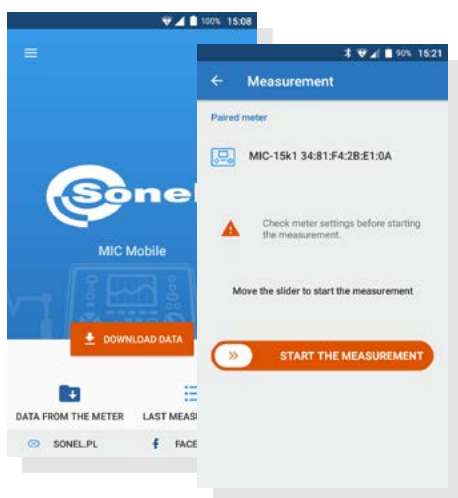 100% 15:08
Sonel
MIC Mobile
DOWNLOAD DATA
DATA FROM THE METER LAST
SONEL.PL
90% 15:21
Measurement
Paired meter
MIC-15k1 34:81:F4:2B:E1:0A
Check meter settings before starting
the measurement.
Move the slider to start the measurement
START THE MEASUREMENT